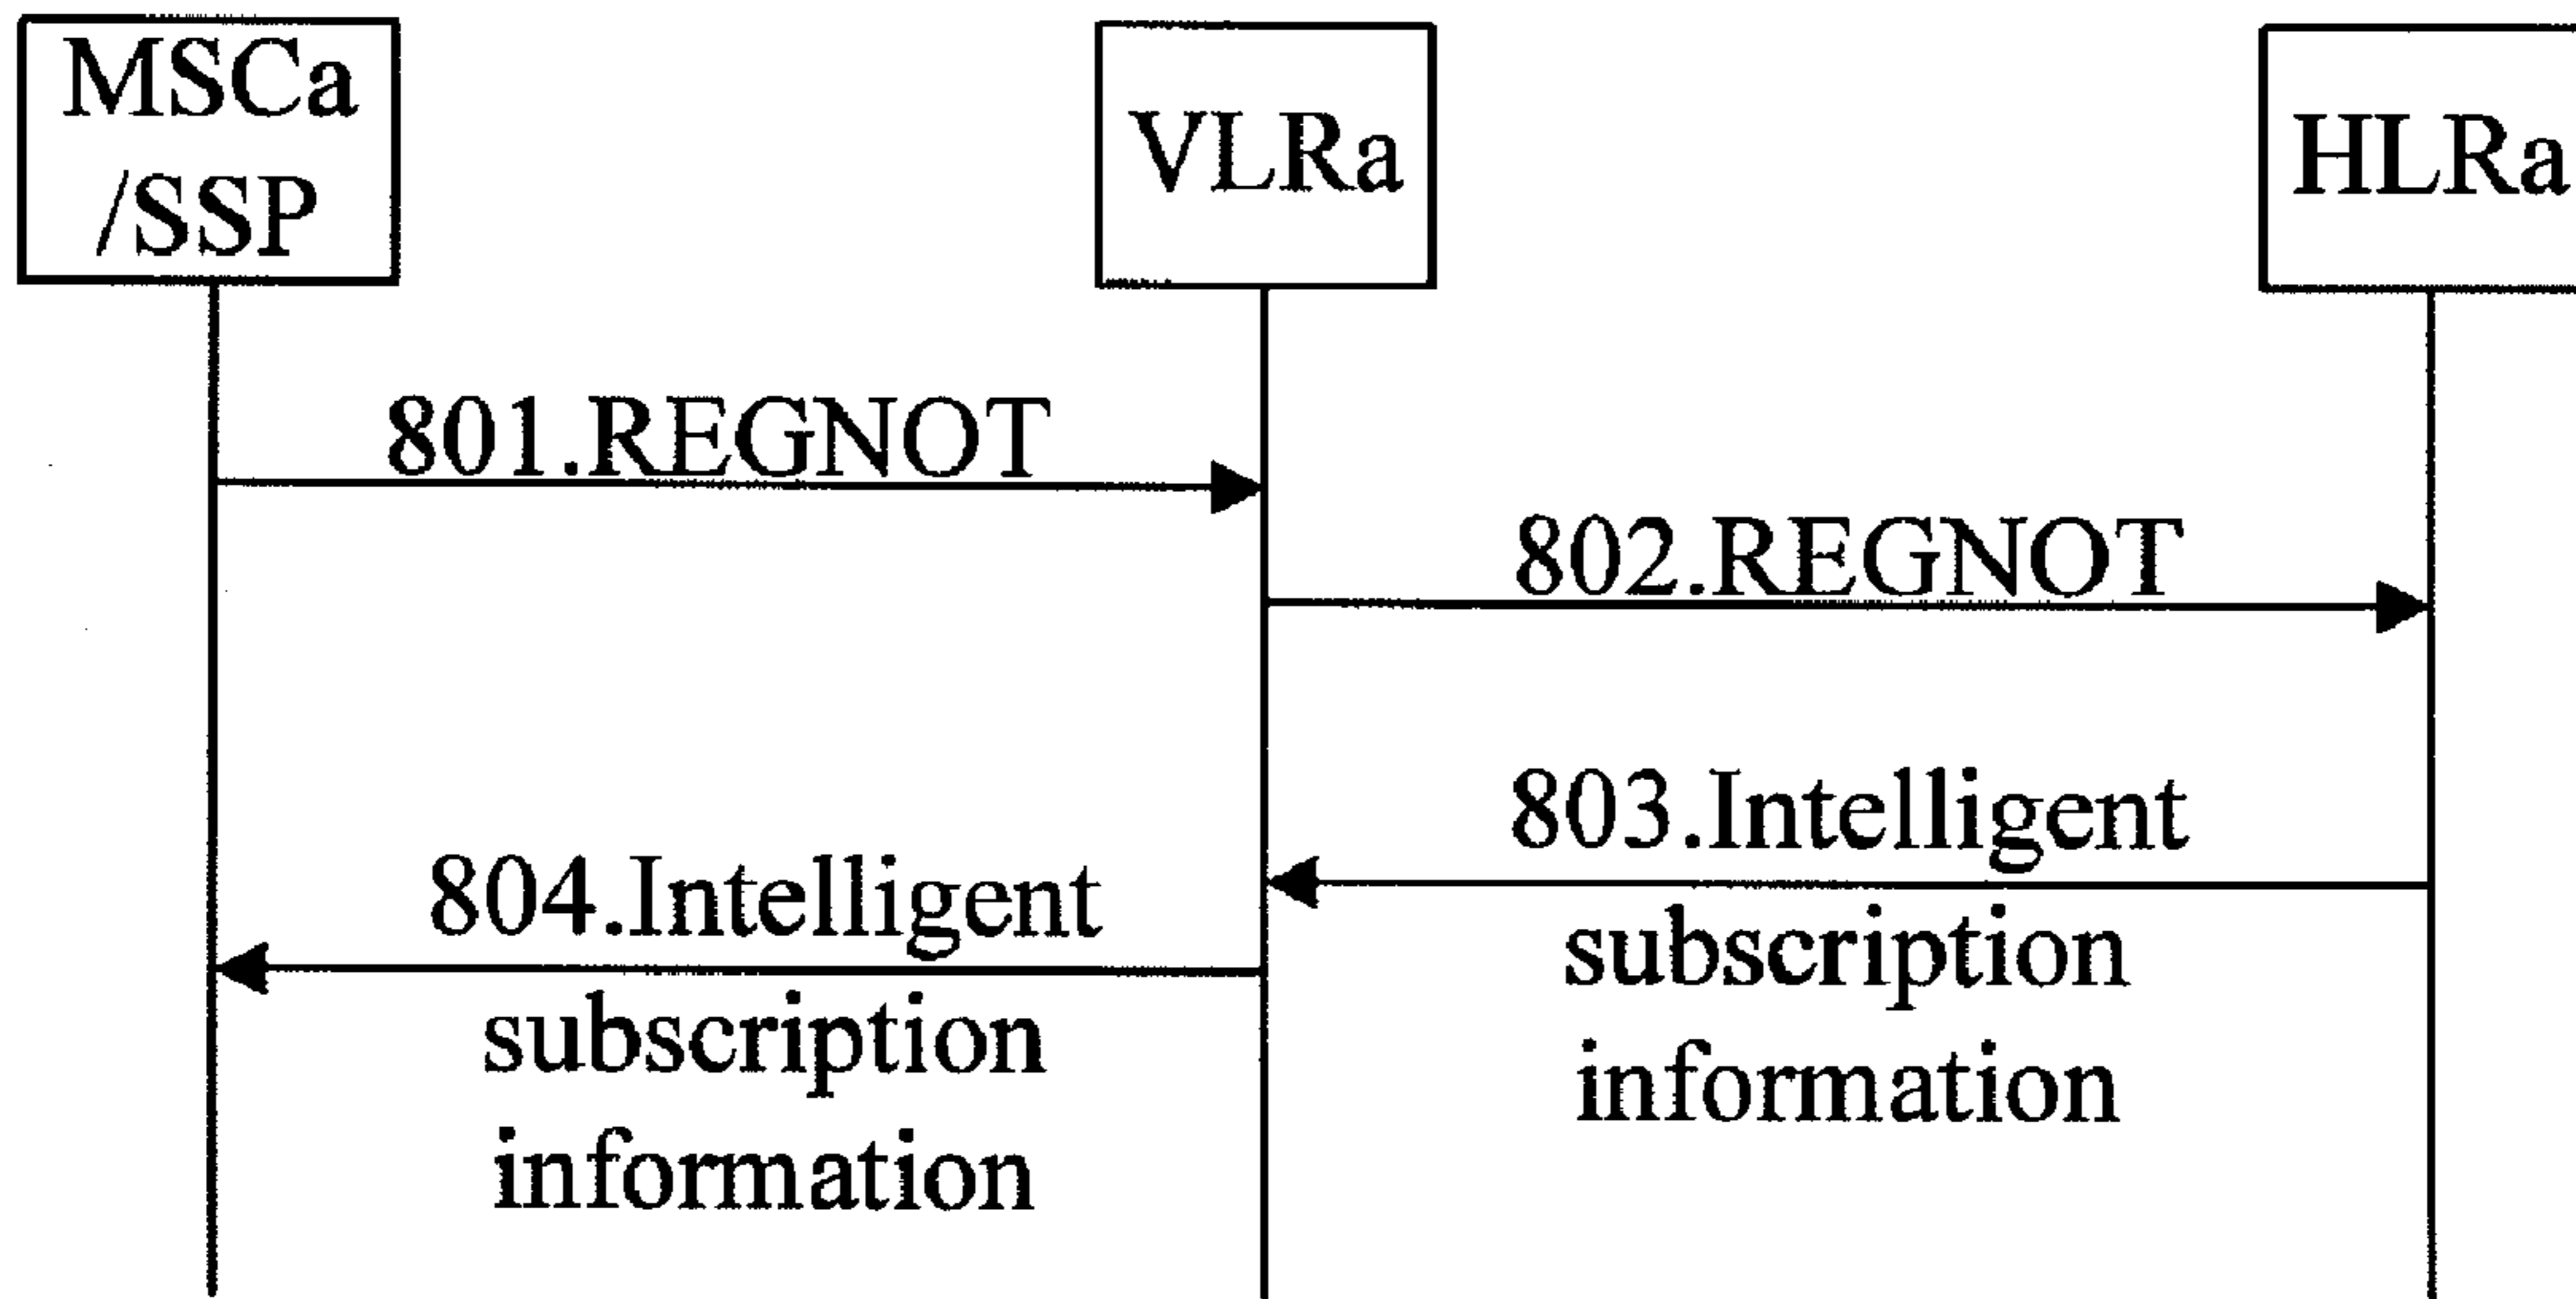 MSCa
/SSP
VLRa
HLRa
801.REGNOT
802.REGNOT
803.Intelligent
subscription
information
804.Intelligent
subscription
information